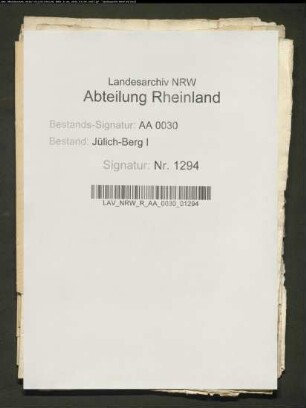 Landesarchiv NRW
Abteilung Rheinland
Bestands-Signatur: AA 0030
Bestand: Jülich-Berg I
Signatur: Nr. 1294
LAV_NRW_R_AA_0030_01294